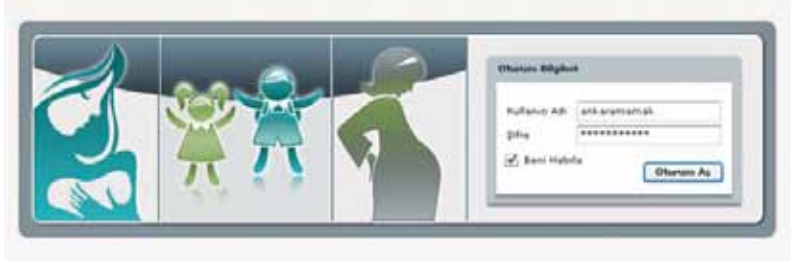 Oturum Bilgileri
Kullanıcı Adı ankaramamak
Şifre ***********
Beni Hatırla
Oturum Aç